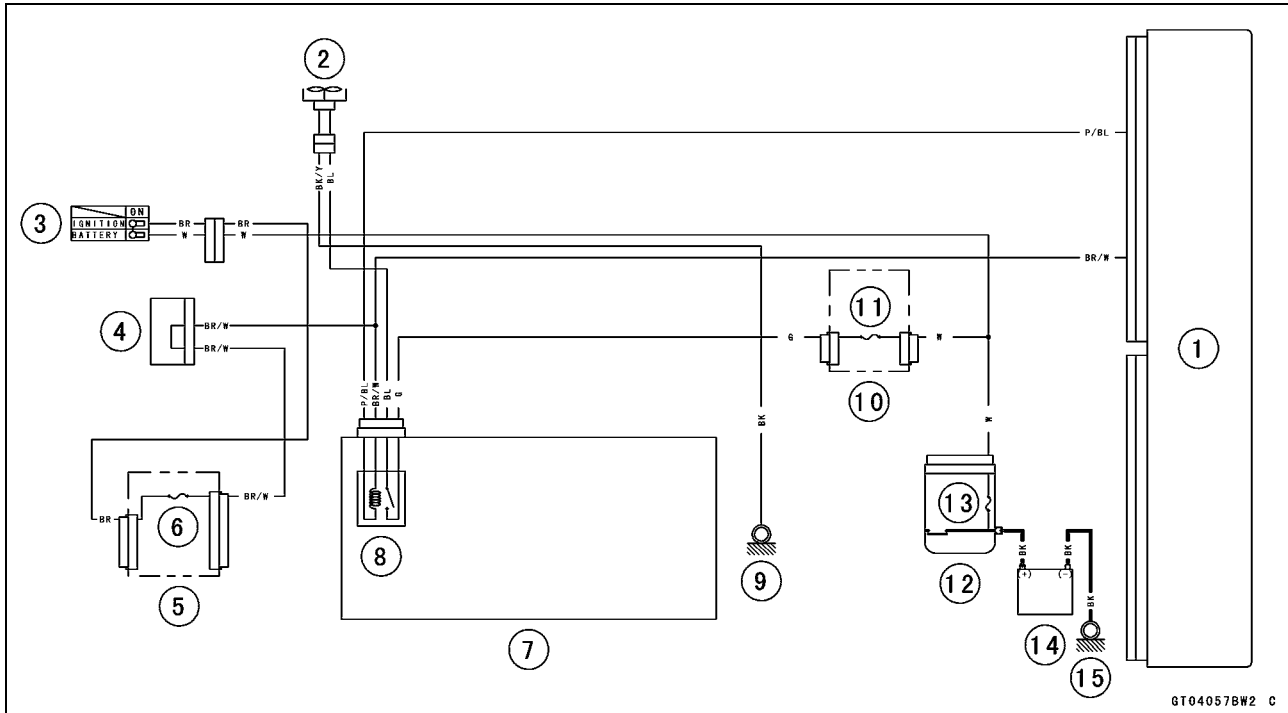 2
P/BL
BK/Y
BL
3
ON
IGNITION
BATTERY
BR
W
BR
W
BR/W
10
11
4
BR/W
BR/W
G
W
1
P/BL
BR/W
BL
G
BK
W
6
BR
BR/W
5
8
7
9
13
12
BK
BK
(+)
(-)
BK
14
15
GT04057BW2 C